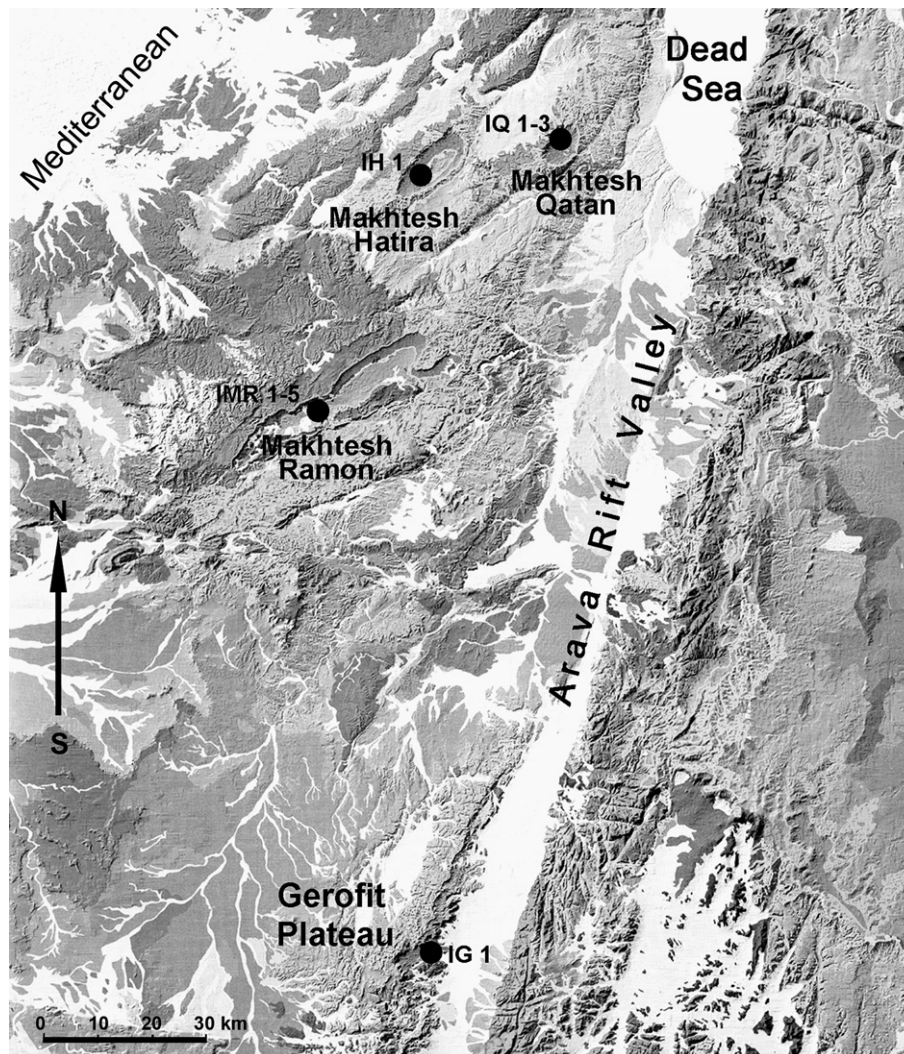 Mediterranean
Dead
Sea
IQ 1-3
IH 1
Makhtesh
Qatan
Makhtesh
Hatira
IMR 1-5
Makhtesh
Ramon
Arava Rift Valley
N
S
Gerofit
Plateau
IG 1
0 10 20 30 km